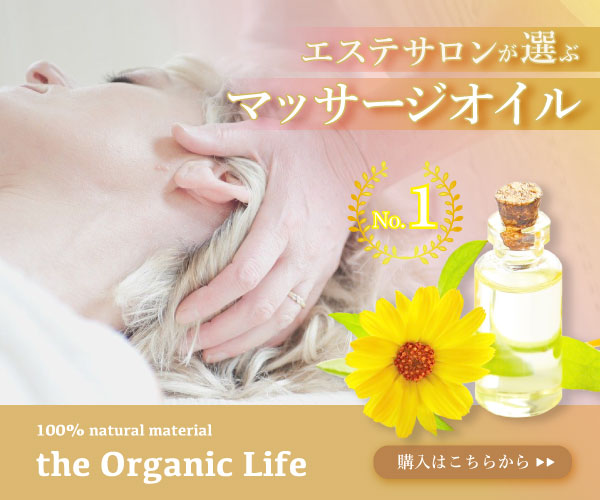 エステサロンが選ぶ
マッサージオイル
No.1
100% natural material
the Organic Life
購入はこちらから ▶▶